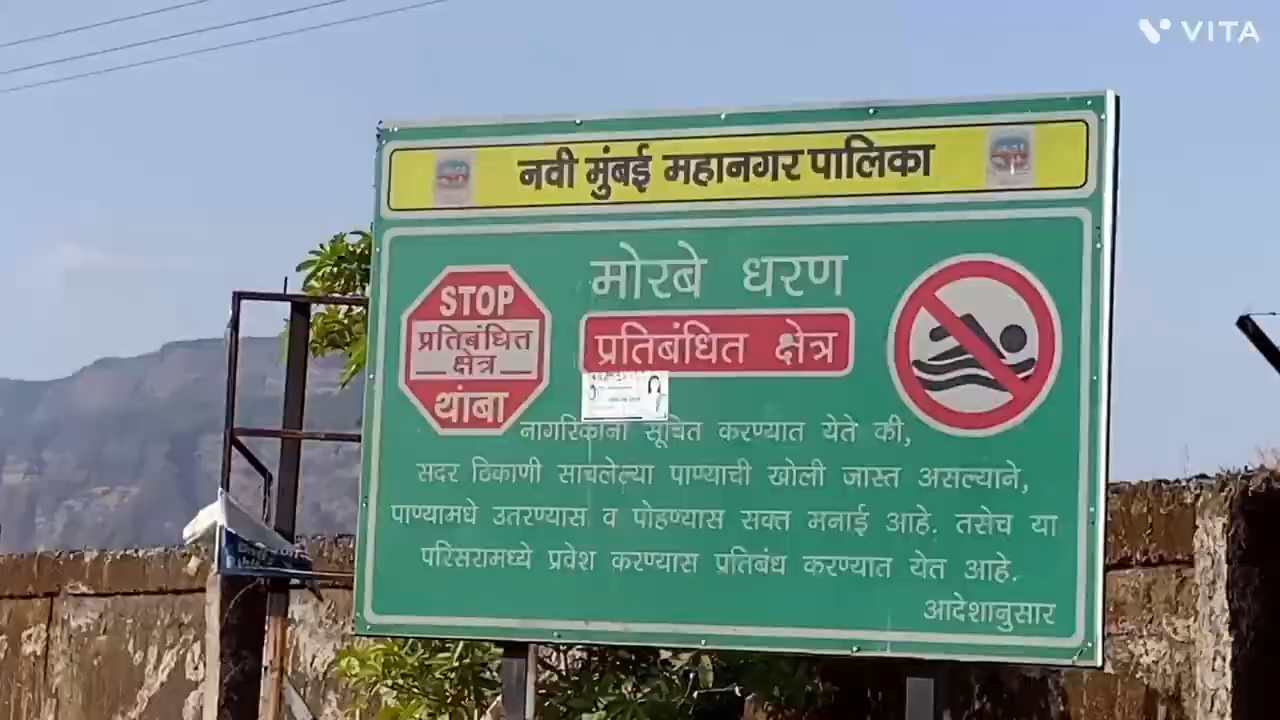 VITA
नवी मुंबई महानगर पालिका
मोरबे धरण
STOP
प्रतिबंधित
क्षेत्र
थांबा
प्रतिबंधित क्षेत्र
नागरिकांना सूचित करण्यात येते की,
सदर ठिकाणी साचलेल्या पाण्याची खोली जास्त असल्याने,
पाण्यामधे उतरण्यास व पोहण्यास सक्त मनाई आहे. तसेच या
परिसरामध्ये प्रवेश करण्यास प्रतिबंध करण्यात येत आहे.
आदेशानुसार